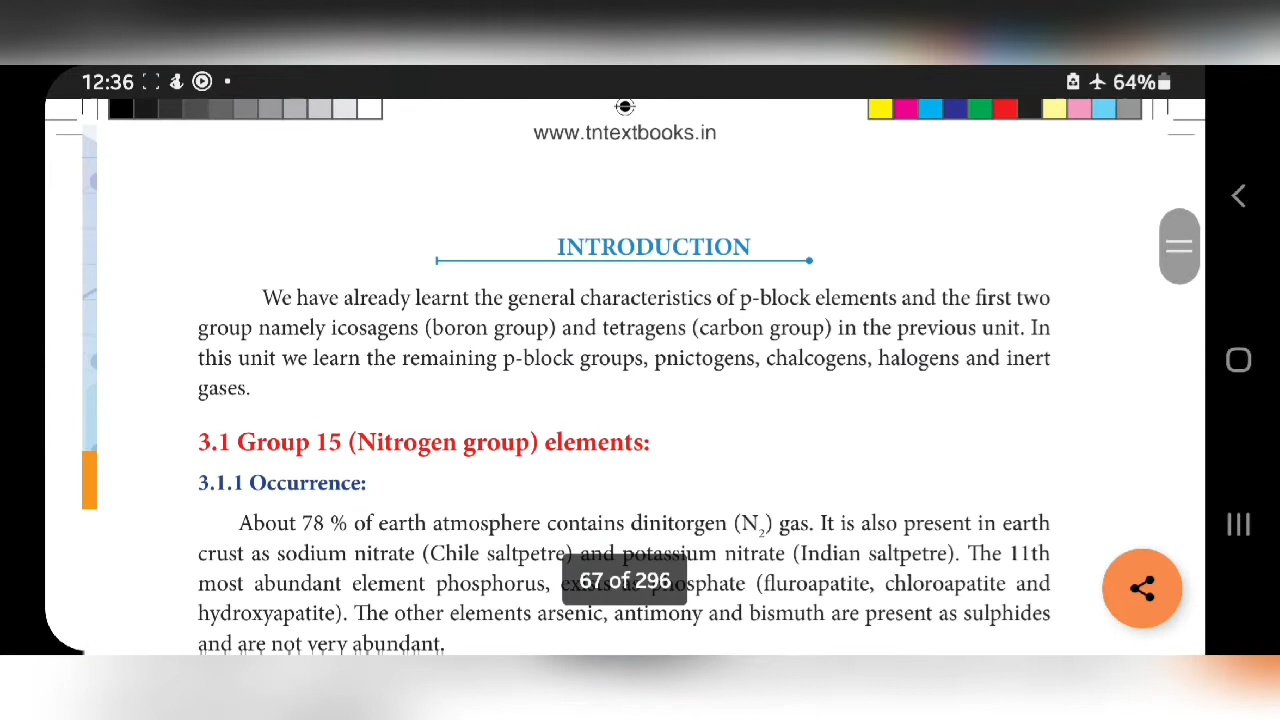 12:36
64%
www.tntextbooks.in
INTRODUCTION
We have already learnt the general characteristics of p-block elements and the first two
group namely icosagens (boron group) and tetragens (carbon group) in the previous unit. In
this unit we learn the remaining p-block groups, pnictogens, chalcogens, halogens and inert
gases.
3.1 Group 15 (Nitrogen group) elements:
3.1.1 Occurrence:
About 78 % of earth atmosphere contains dinitorgen (N₂) gas. It is also present in earth
crust as sodium nitrate (Chile saltpetre) and potassium nitrate (Indian saltpetre). The 11th
most abundant element phosphorus, phosphate (fluroapatite, chloroapatite and
67 of 296
hydroxyapatite). The other elements arsenic, antimony and bismuth are present as sulphides
and are not very abundant.